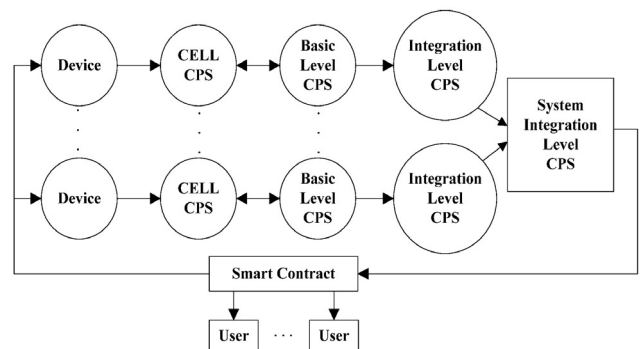 Device
CELL
CPS
Basic
Level
CPS
Integration
Level
CPS
System
Integration
Level
CPS
Device
CELL
CPS
Basic
Level
CPS
Integration
Level
CPS
Smart Contract
User
...
User